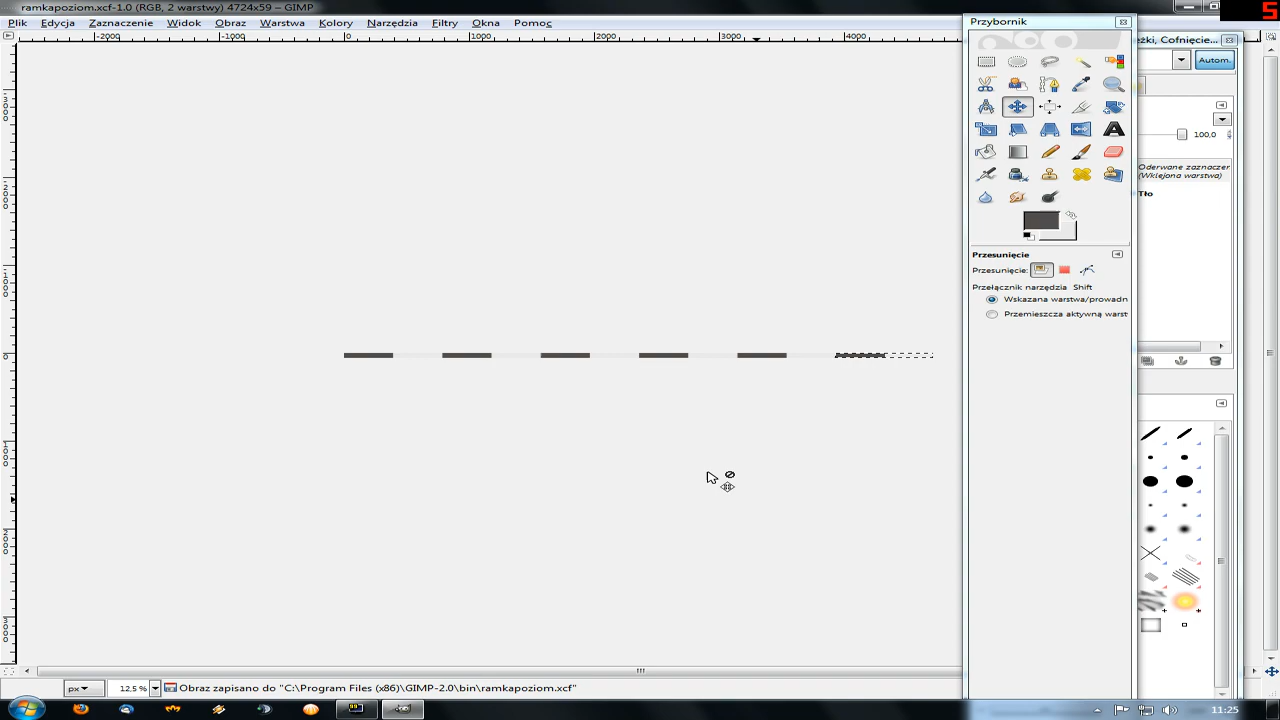 ramkapoziom.xcf-1.0 (RGB, 2 warstwy) 4724x59 – GIMP
Plik Edycja Zaznaczenie Widok Obraz Warstwa Kolory Narzędzia Filtry Okna Pomoc
-2000 -1000 0 1000 2000 3000 4000
Przybornik
eżki, Cofnięcie...
Autom.
100,0
Oderwane zaznaczer
(Wklejona warstwa)
Tło
Przesunięcie
Przesunięcie:
Przełącznik narzędzia Shift
Wskazana warstwa/prowadn
Przemieszcza aktywną warst
px 12,5 % Obraz zapisano do "C:\Program Files (x86)\GIMP-2.0\bin\ramkapoziom.xcf"
11:25
5